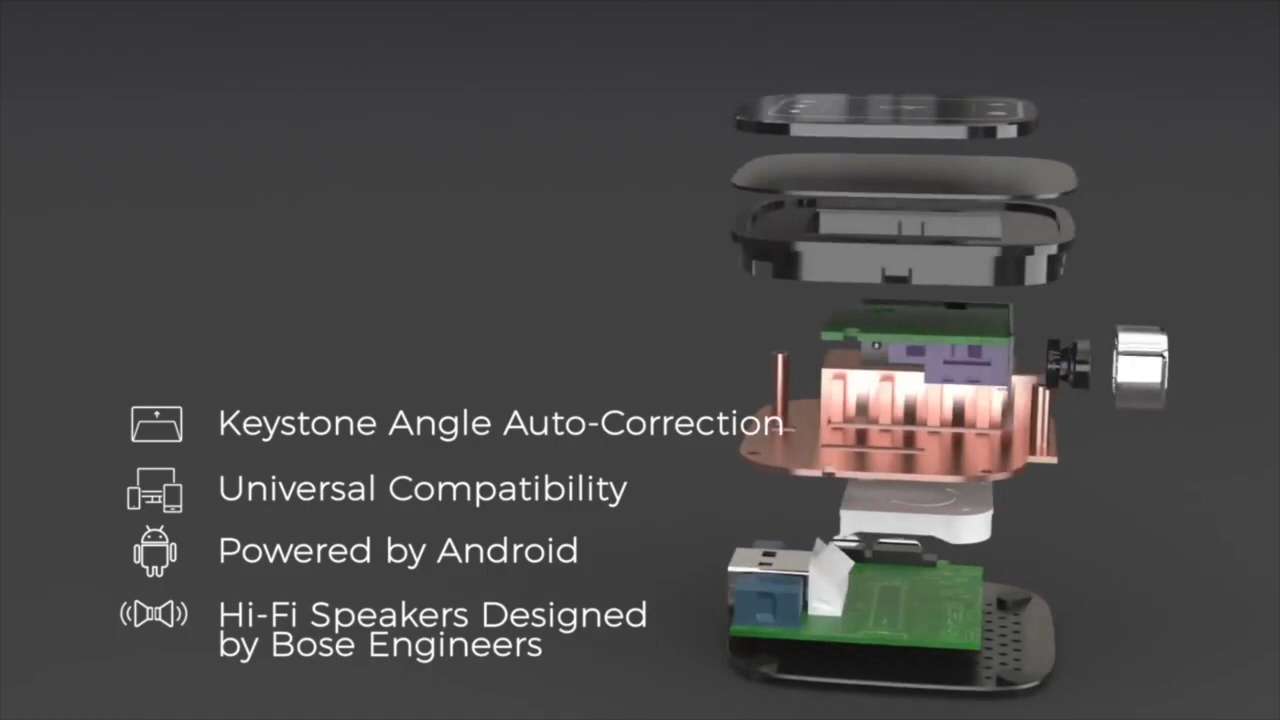 Keystone Angle Auto-Correction
Universal Compatibility
Powered by Android
Hi-Fi Speakers Designed
by Bose Engineers